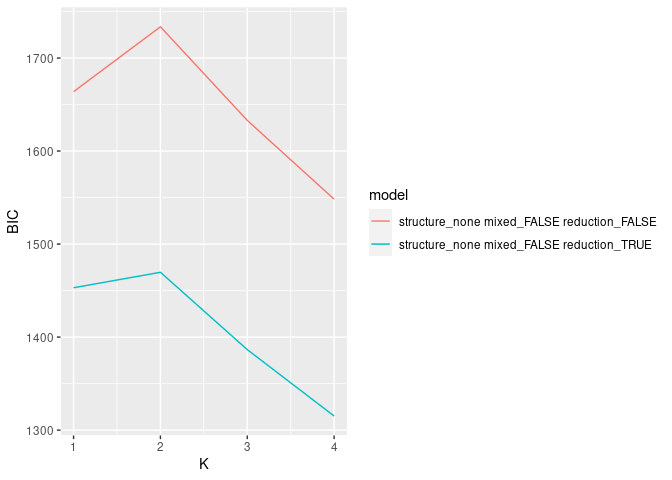 1700
1600
1500
1400
1300
BIC
1
2
3
4
K
model
structure_none mixed_FALSE reduction_FALSE
structure_none mixed_FALSE reduction_TRUE